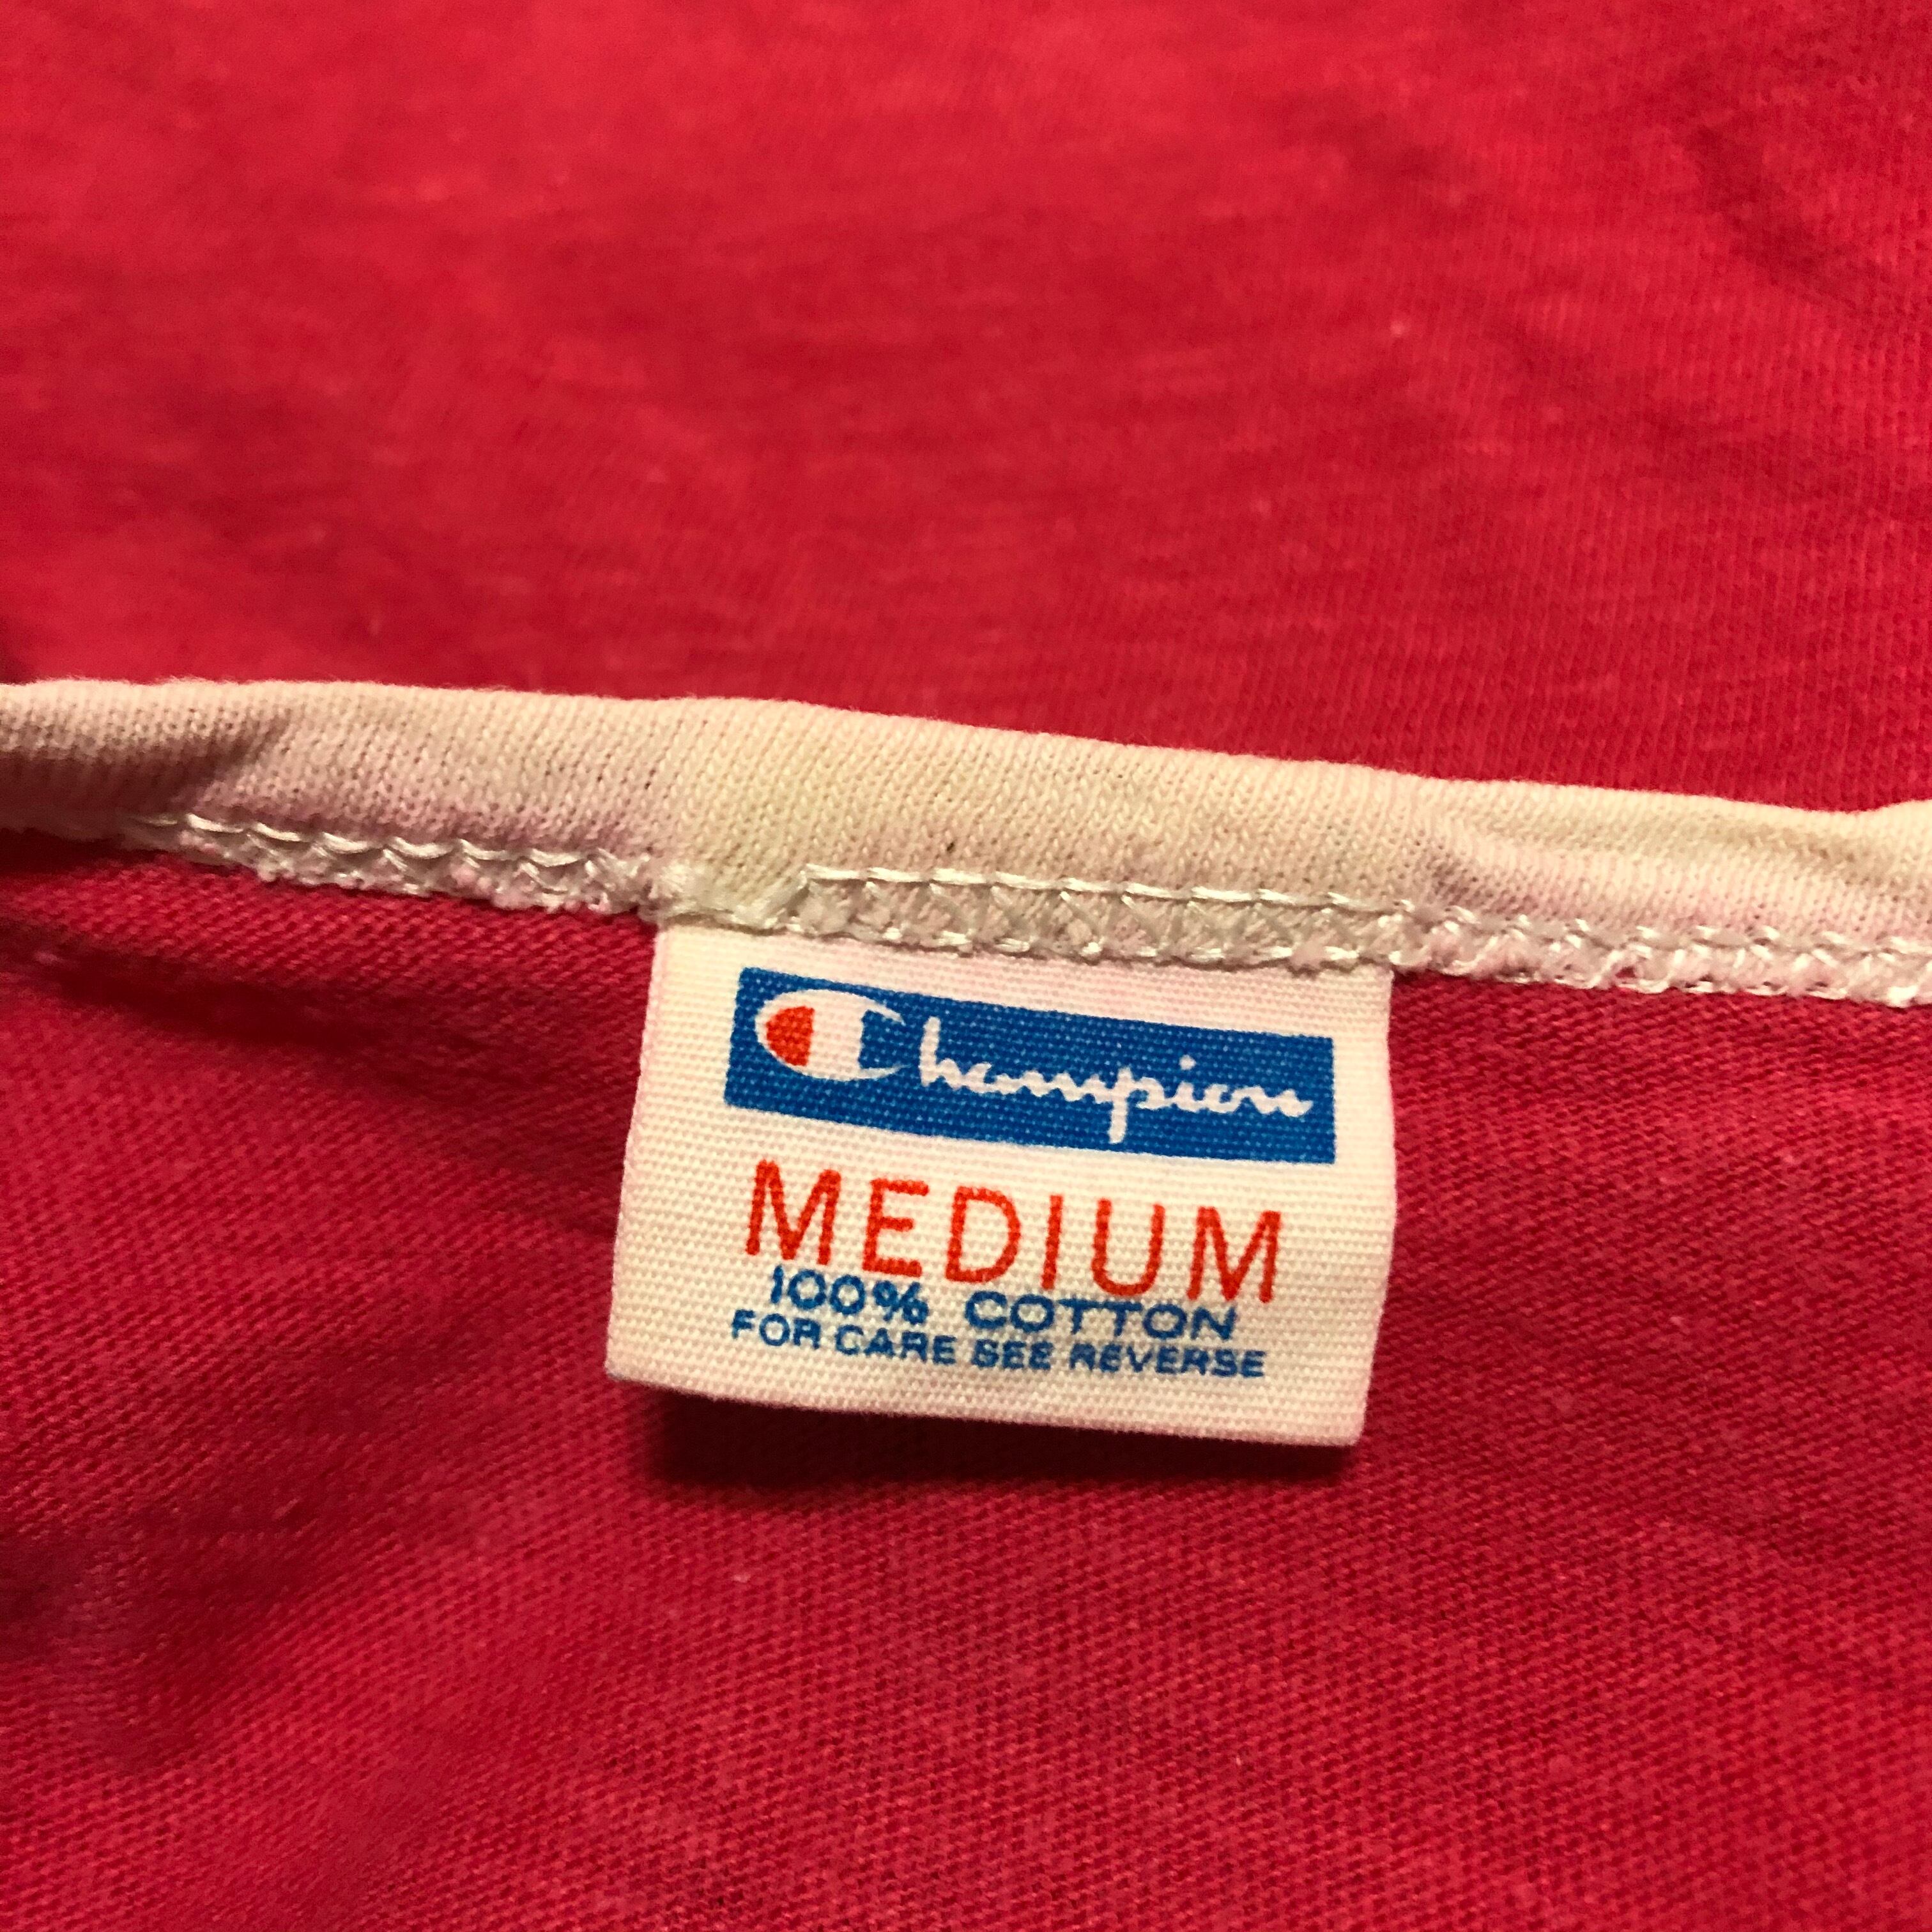 Champion
MEDIUM
100% COTTON
FOR CARE SEE REVERSE